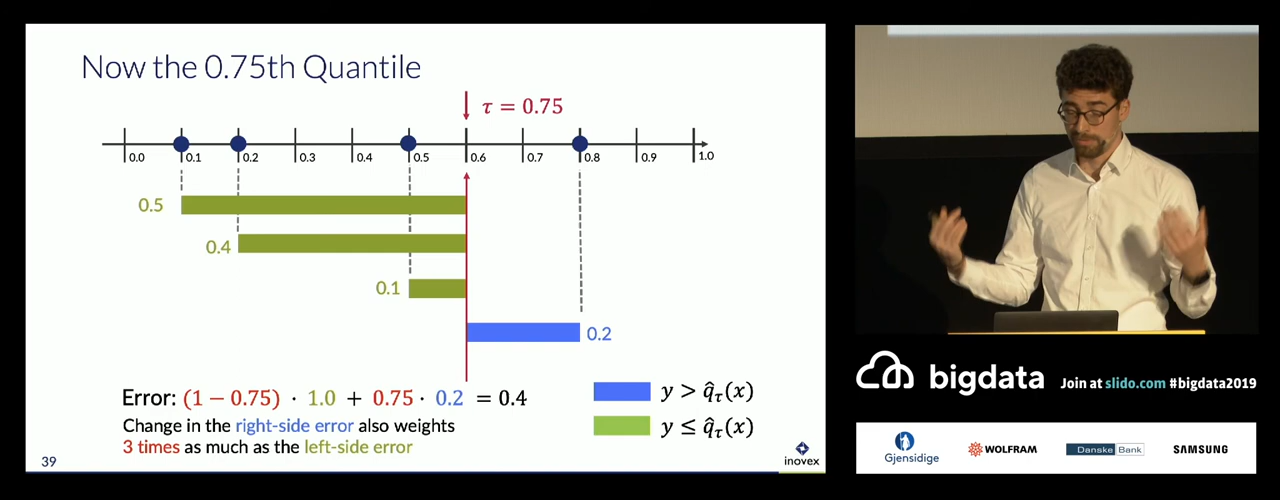 Now the 0.75th Quantile
τ = 0.75
0.0 0.1 0.2 0.3 0.4 0.5 0.6 0.7 0.8 0.9 1.0
0.5
0.4
0.1
0.2
Error: (1 − 0.75) · 1.0 + 0.75 · 0.2 = 0.4
Change in the right-side error also weights
3 times as much as the left-side error
y > q̂τ(x)
y ≤ q̂τ(x)
39
inovex
bigdata
Join at slido.com #bigdata2019
Gjensidige
WOLFRAM
Danske Bank
SAMSUNG